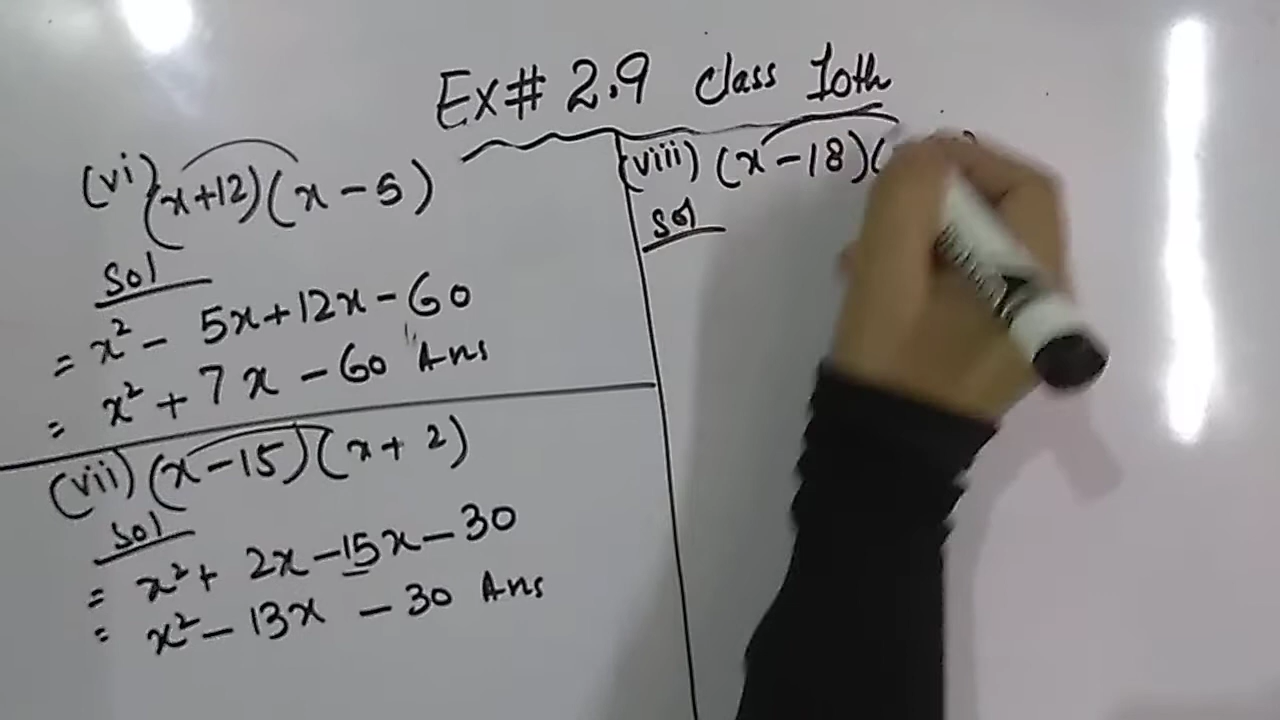 Ex# 2.9 class 10th
(vi) (x+12)(x-5)
Sol
= x² - 5x+12x-60
= x² + 7x - 60 Ans
(vii) (x-15)(x+2)
Sol
= x²+ 2x-15x-30
= x²- 13x - 30 Ans
(viii) (x-18)(
Sol